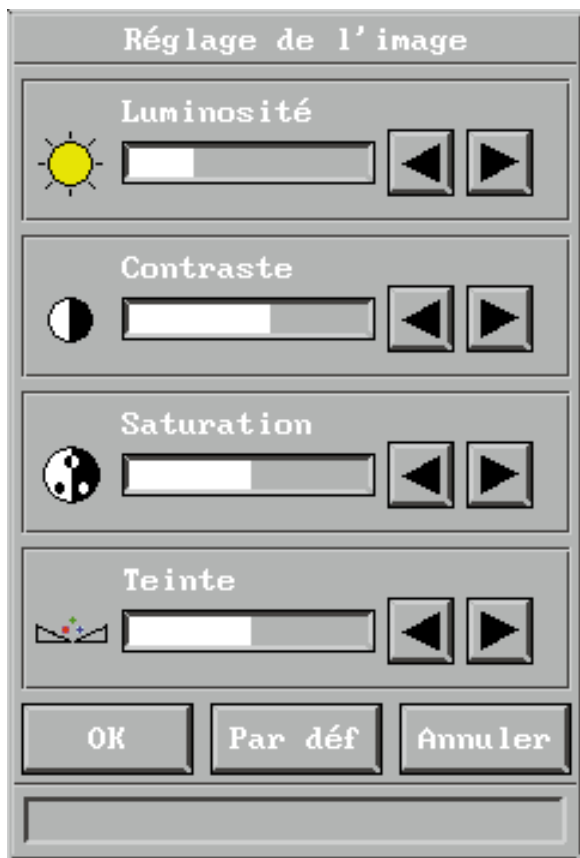 Réglage de l'image
Luminosité
Contraste
Saturation
Teinte
OK Par déf Annuler